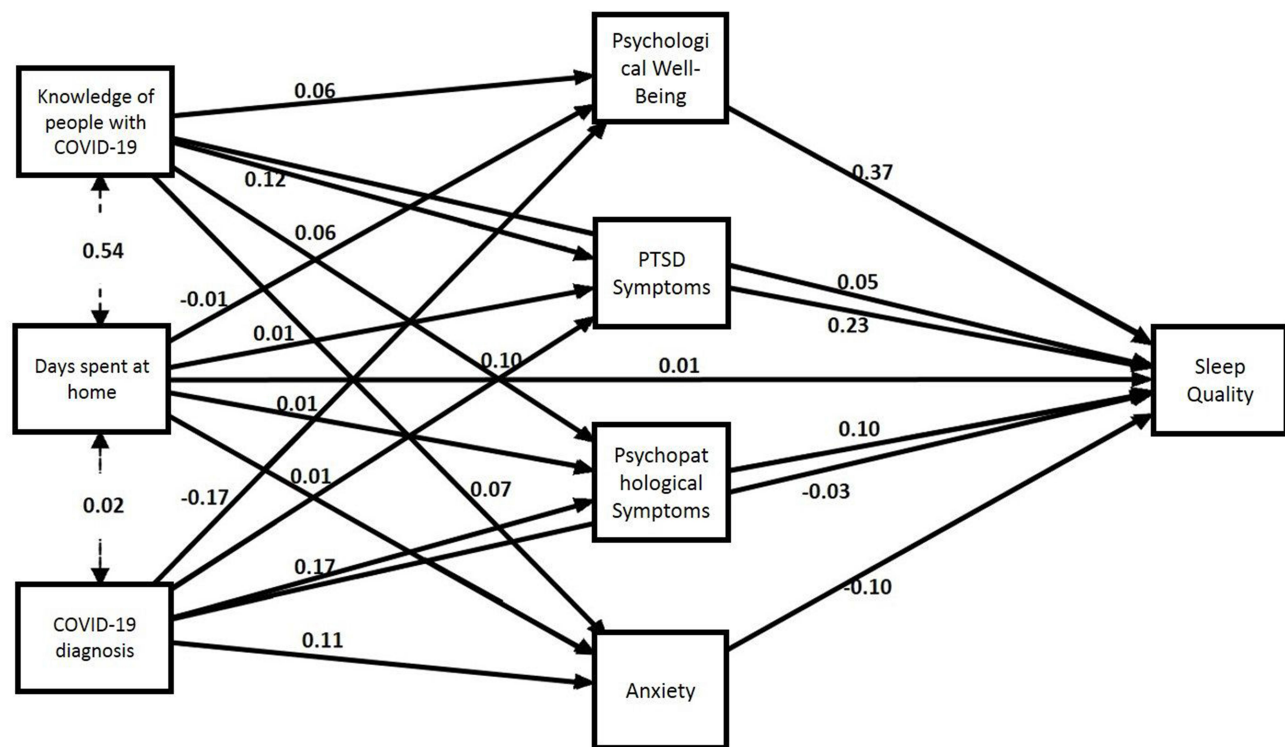 Psychologi
cal Well-
Being
Knowledge of
people with
COVID-19
0.06
0.12
0.37
0.54
0.06
PTSD
Symptoms
-0.01
0.05
0.01
0.23
Days spent at
home
0.10
0.01
Sleep
Quality
0.01
0.10
Psychopat
hological
Symptoms
0.02
-0.17
0.01
0.07
-0.03
0.17
-0.10
COVID-19
diagnosis
0.11
Anxiety